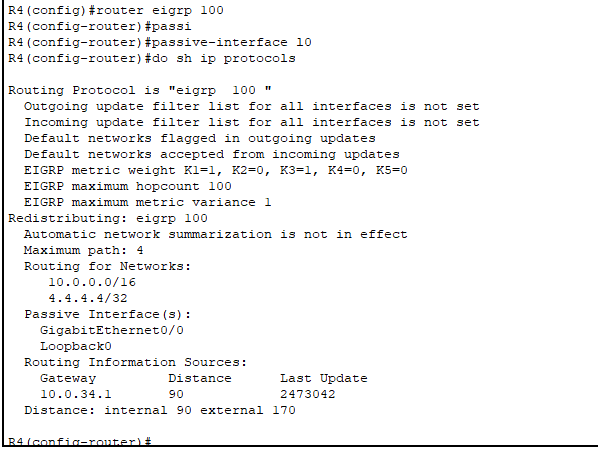 R4(config)#router eigrp 100
R4(config-router)#passi
R4(config-router)#passive-interface l0
R4(config-router)#do sh ip protocols

Routing Protocol is "eigrp  100 "
  Outgoing update filter list for all interfaces is not set
  Incoming update filter list for all interfaces is not set
  Default networks flagged in outgoing updates
  Default networks accepted from incoming updates
  EIGRP metric weight K1=1, K2=0, K3=1, K4=0, K5=0
  EIGRP maximum hopcount 100
  EIGRP maximum metric variance 1
Redistributing: eigrp 100
  Automatic network summarization is not in effect
  Maximum path: 4
  Routing for Networks:
     10.0.0.0/16
     4.4.4.4/32
  Passive Interface(s):
    GigabitEthernet0/0
    Loopback0
  Routing Information Sources:
    Gateway         Distance      Last Update
    10.0.34.1       90            2473042
  Distance: internal 90 external 170

R4(config-router)#